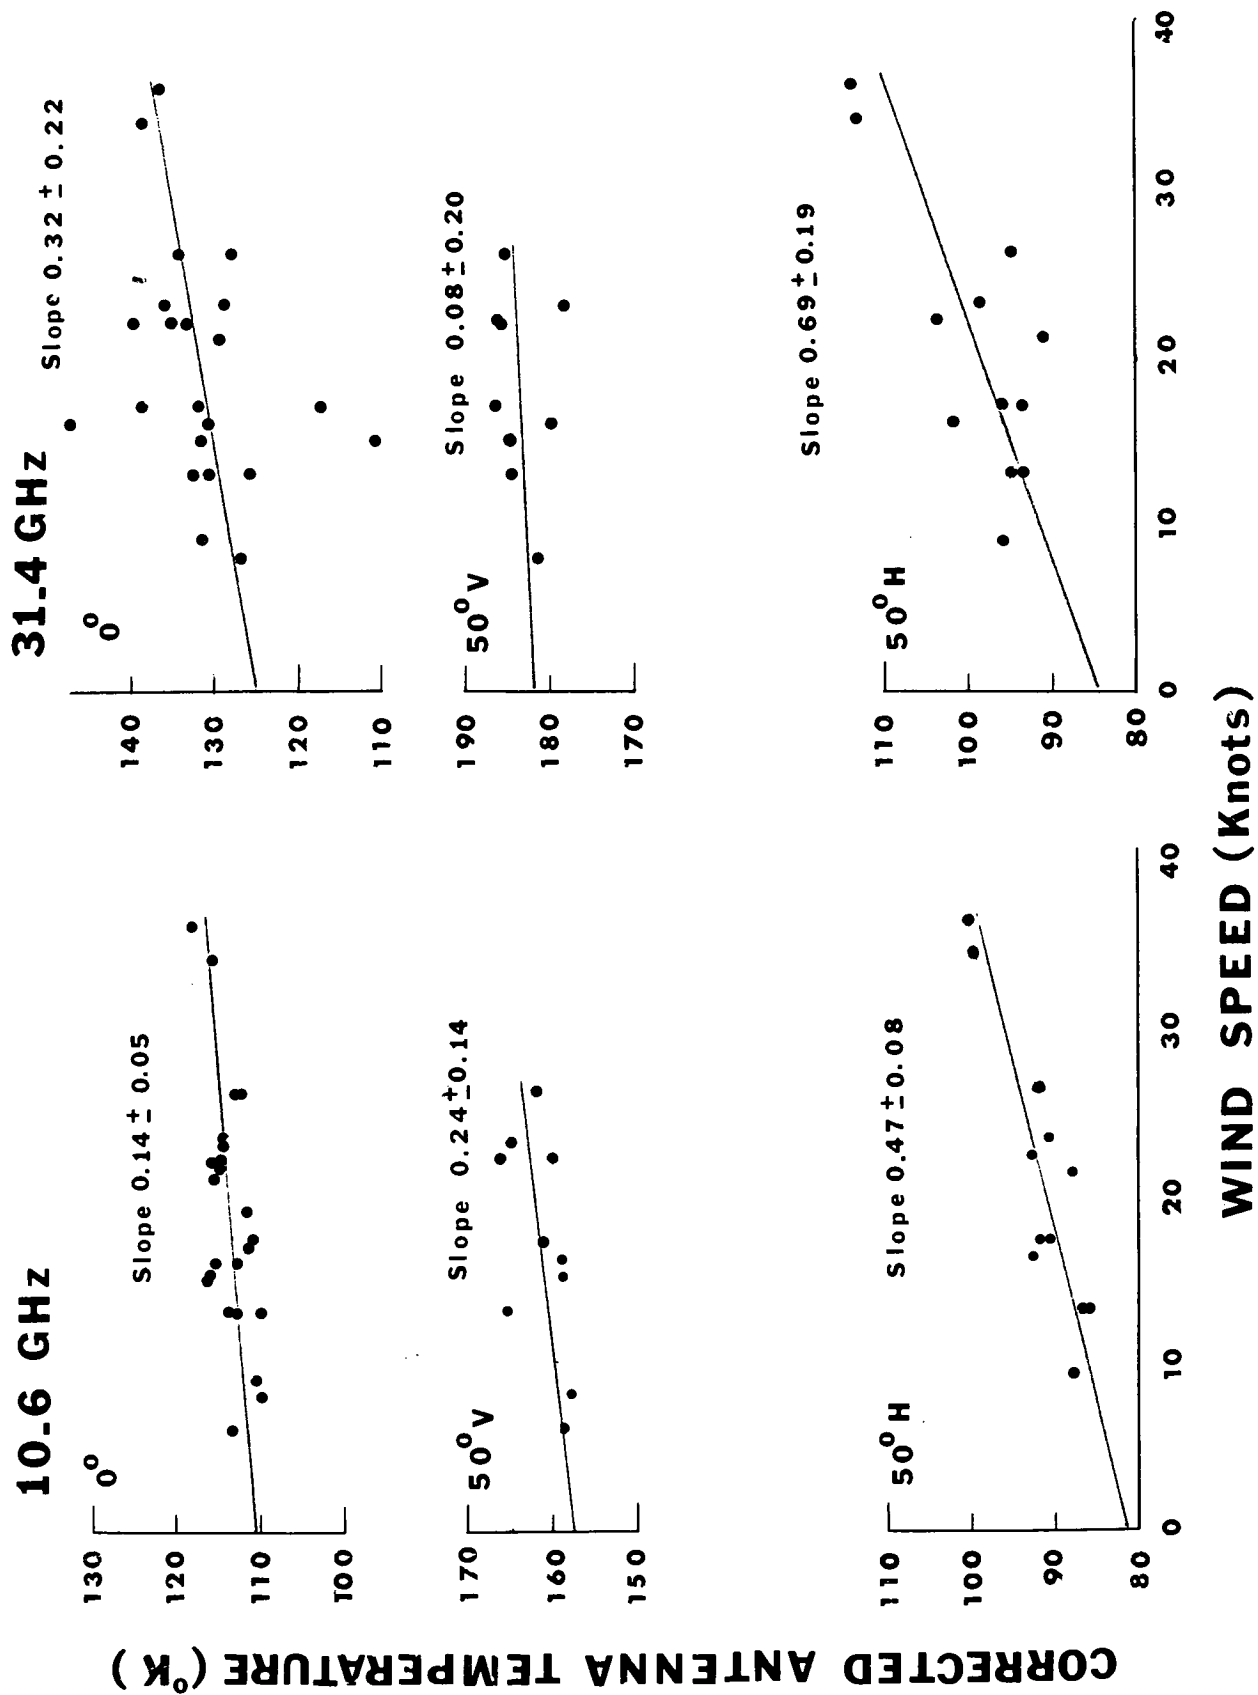 10.6 GHz
0°
Slope 0.14 ± 0.05
130
120
110
100
50°V
Slope 0.24 ± 0.14
170
160
150
50°H
Slope 0.47 ± 0.08
110
100
90
80
0
10
20
30
40
31.4 GHz
0°
Slope 0.32 ± 0.22
140
130
120
110
50°V
Slope 0.08 ± 0.20
190
180
170
50°H
Slope 0.69 ± 0.19
110
100
90
80
0
10
20
30
40
CORRECTED ANTENNA TEMPERATURE (°K)
WIND SPEED (Knots)